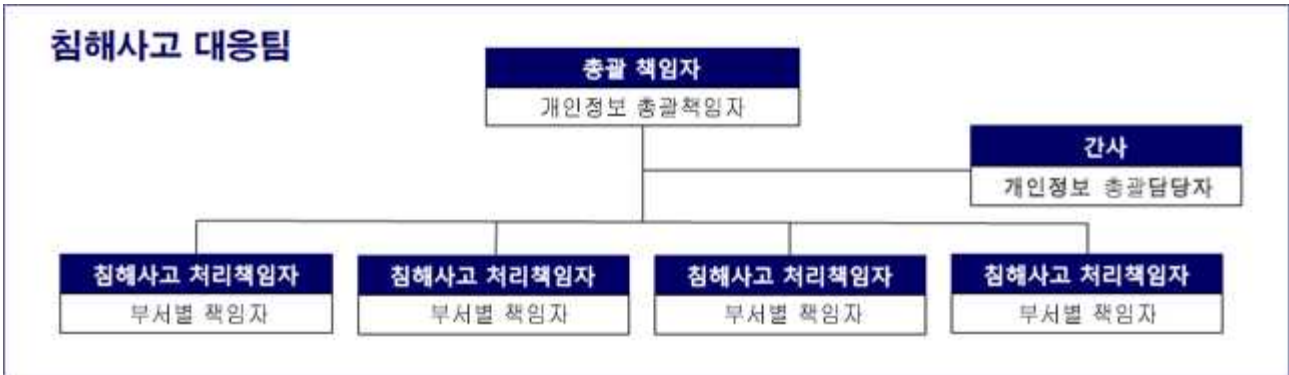 침해사고 대응팀
총괄 책임자
개인정보 총괄책임자
간사
개인정보 총괄담당자
침해사고 처리책임자
부서별 책임자
침해사고 처리책임자
부서별 책임자
침해사고 처리책임자
부서별 책임자
침해사고 처리책임자
부서별 책임자